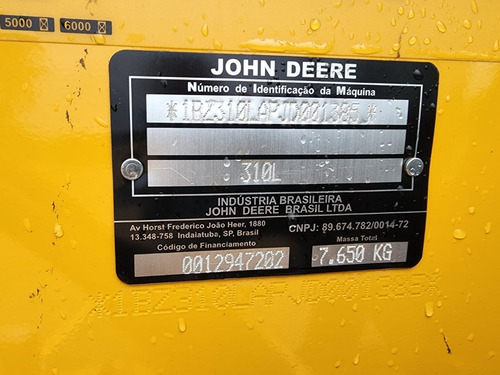 5000 6000
JOHN DEERE
Número de Identificação da Máquina
*1BZ310LAPJD001385*
310L
INDÚSTRIA BRASILEIRA
JOHN DEERE BRASIL LTDA
Av Horst Frederico João Heer, 1880
13.348-758 Indaiatuba, SP, Brasil
CNPJ: 89.674.782/0014-72
Código de Financiamento
Massa Total
0012947202
7.650 KG
*1BZ310LAPJD001385*